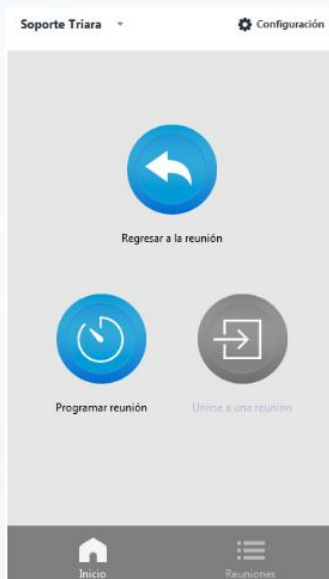 Soporte Triara
Configuración
Regresar a la reunión
Programar reunión
Unirse a una reunión
Inicio
Reuniones